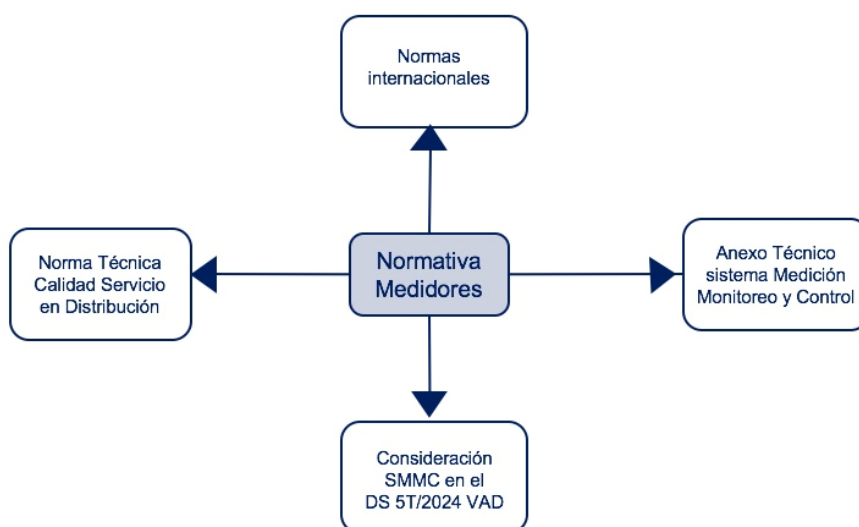 Normas
internacionales
Norma Técnica
Calidad Servicio
en Distribución
Normativa
Medidores
Anexo Técnico
sistema Medición
Monitoreo y Control
Consideración
SMMC en el
DS 5T/2024 VAD